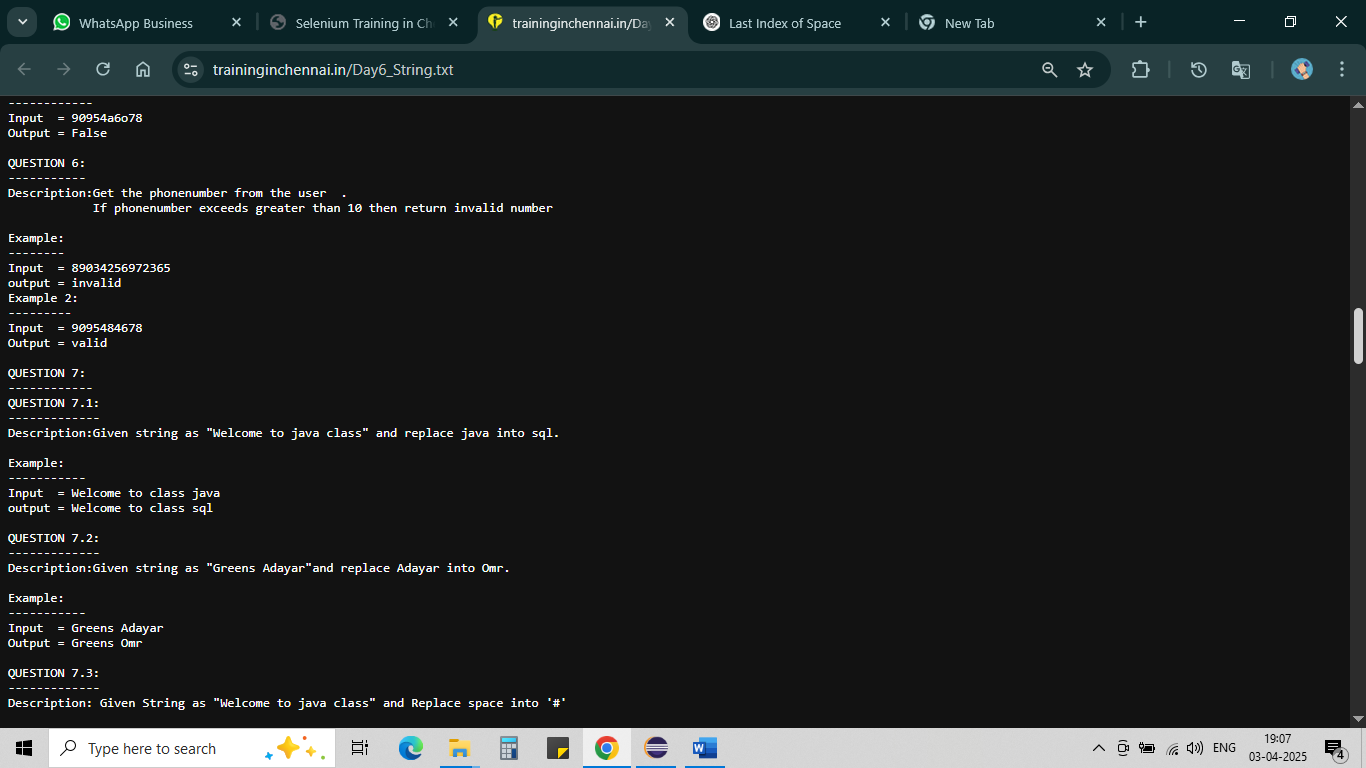 WhatsApp Business
Selenium Training in Ch
traininginchennai.in/Day
Last Index of Space
New Tab
traininginchennai.in/Day6_String.txt
------------
Input  = 90954a6o78
Output = False
QUESTION 6:
-----------
Description:Get the phonenumber from the user  .
If phonenumber exceeds greater than 10 then return invalid number
Example:
--------
Input  = 89034256972365
output = invalid
Example 2:
---------
Input  = 9095484678
Output = valid
QUESTION 7:
------------
QUESTION 7.1:
-------------
Description:Given string as "Welcome to java class" and replace java into sql.
Example:
-----------
Input  = Welcome to class java
output = Welcome to class sql
QUESTION 7.2:
-------------
Description:Given string as "Greens Adayar"and replace Adayar into Omr.
Example:
-----------
Input  = Greens Adayar
Output = Greens Omr
QUESTION 7.3:
-------------
Description: Given String as "Welcome to java class" and Replace space into '#'
Type here to search
ENG
19:07
03-04-2025
4